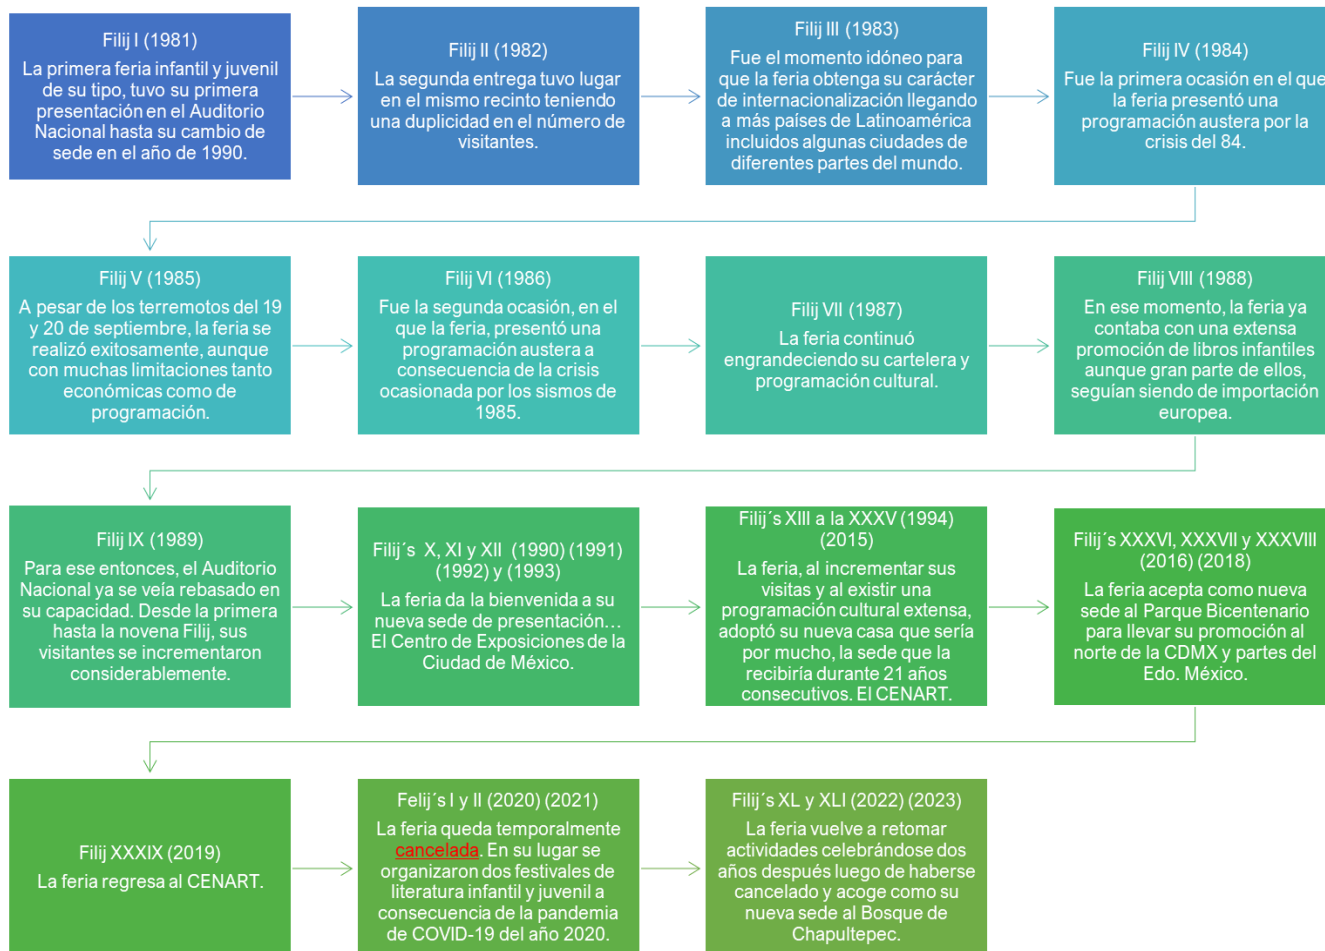 Filij I (1981)
La primera feria infantil y juvenil
de su tipo, tuvo su primera
presentación en el Auditorio
Nacional hasta su cambio de
sede en el año de 1990.
Filij II (1982)
La segunda entrega tuvo lugar
en el mismo recinto teniendo
una duplicidad en el número de
visitantes.
Filij III (1983)
Fue el momento idóneo para
que la feria obtenga su carácter
de internacionalización llegando
a más países de Latinoamérica
incluidos algunas ciudades de
diferentes partes del mundo.
Filij IV (1984)
Fue la primera ocasión en el que
la feria presentó una
programación austera por la
crisis del 84.
Filij V (1985)
A pesar de los terremotos del 19
y 20 de septiembre, la feria se
realizó exitosamente, aunque
con muchas limitaciones tanto
económicas como de
programación.
Filij VI (1986)
Fue la segunda ocasión, en el
que la feria, presentó una
programación austera a
consecuencia de la crisis
ocasionada por los sismos de
1985.
Filij VII (1987)
La feria continuó
engrandeciendo su cartelera y
programación cultural.
Filij VIII (1988)
En ese momento, la feria ya
contaba con una extensa
promoción de libros infantiles
aunque gran parte de ellos,
seguían siendo de importación
europea.
Filij IX (1989)
Para ese entonces, el Auditorio
Nacional ya se veía rebasado en
su capacidad. Desde la primera
hasta la novena Filij, sus
visitantes se incrementaron
considerablemente.
Filij´s X, XI y XII (1990) (1991)
(1992) y (1993)
La feria da la bienvenida a su
nueva sede de presentación…
El Centro de Exposiciones de la
Ciudad de México.
Filij´s XIII a la XXXV (1994)
(2015)
La feria, al incrementar sus
visitas y al existir una
programación cultural extensa,
adoptó su nueva casa que sería
por mucho, la sede que la
recibiría durante 21 años
consecutivos. El CENART.
Filij´s XXXVI, XXXVII y XXXVIII
(2016) (2018)
La feria acepta como nueva
sede al Parque Bicentenario
para llevar su promoción al
norte de la CDMX y partes del
Edo. México.
Filij XXXIX (2019)
La feria regresa al CENART.
Felij´s I y II (2020) (2021)
La feria queda temporalmente
cancelada. En su lugar se
organizaron dos festivales de
literatura infantil y juvenil a
consecuencia de la pandemia
de COVID-19 del año 2020.
Filij´s XL y XLI (2022) (2023)
La feria vuelve a retomar
actividades celebrándose dos
años después luego de haberse
cancelado y acoge como su
nueva sede al Bosque de
Chapultepec.